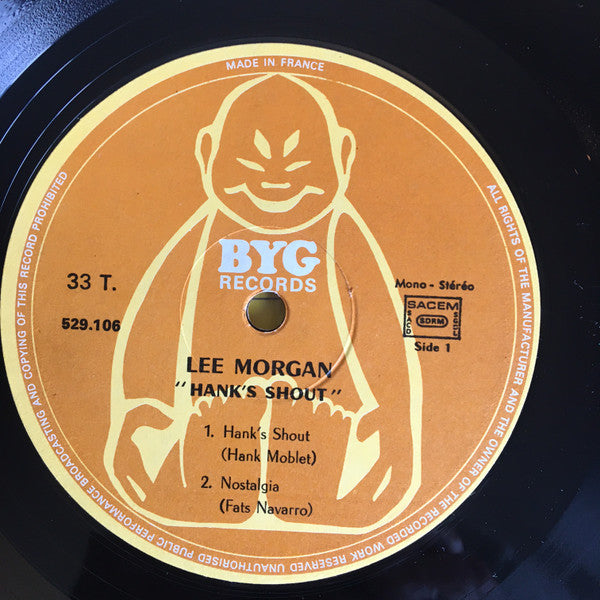 MADE IN FRANCE
ALL RIGHTS OF THE MANUFACTURER AND THE OWNER OF THE RECORDED WORK RESERVED UNAUTHORISED PUBLIC PERFORMANCE BROADCASTING AND COPYING OF THIS RECORD PROHIBITED
BYG
RECORDS
33 T.
529.106
Mono - Stéréo
SACEM
SACD SDRM SGDL
Side 1
LEE MORGAN
"HANK'S SHOUT"
1. Hank's Shout
(Hank Moblet)
2. Nostalgia
(Fats Navarro)